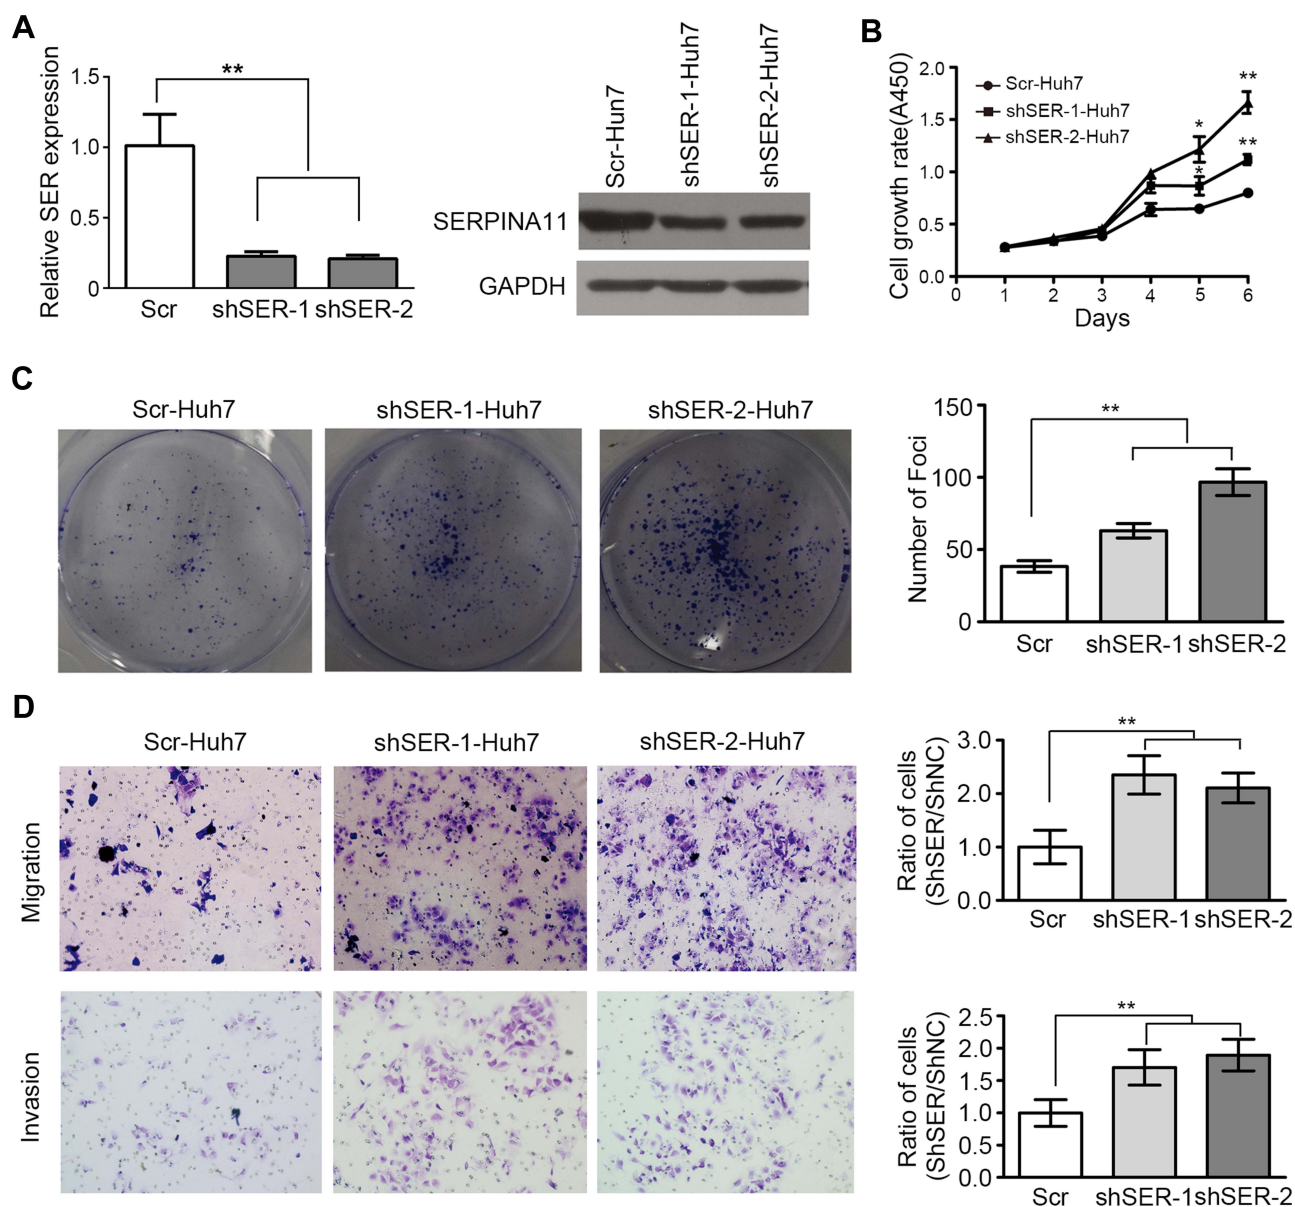 A
Relative SER expression
1.5
1.0
0.5
0
**
Scr
shSER-1
shSER-2
Scr-Hun7
shSER-1-Huh7
shSER-2-Huh7
SERPINA11
GAPDH
B
Cell growth rate(A450)
2.0
1.5
1.0
0.5
0.0
Scr-Huh7
shSER-1-Huh7
shSER-2-Huh7
*
**
*
**
0 1 2 3 4 5 6
Days
C
Scr-Huh7
shSER-1-Huh7
shSER-2-Huh7
Number of Foci
150
100
50
0
**
Scr
shSER-1
shSER-2
D
Scr-Huh7
shSER-1-Huh7
shSER-2-Huh7
Migration
Ratio of cells
(ShSER/ShNC)
3.0
2.0
1.0
0.0
**
Scr
shSER-1
shSER-2
Invasion
Ratio of cells
(ShSER/ShNC)
2.5
2.0
1.5
1.0
0.5
0.0
**
Scr
shSER-1
shSER-2